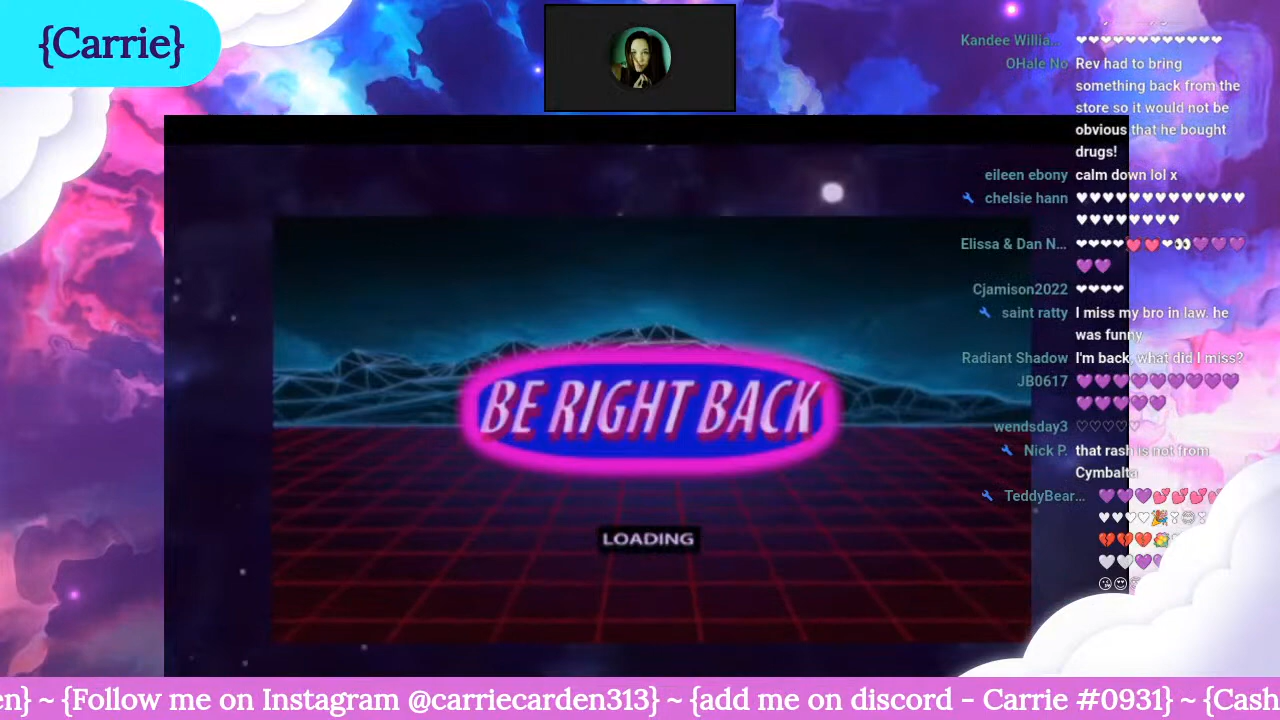 {Carrie}
Kandee Willia... ❤❤❤❤❤❤❤❤❤❤❤❤
OHale No Rev had to bring
something back from the
store so it would not be
obvious that he bought
drugs!
eileen ebony calm down lol x
chelsie hann ♥♥♥♥♥♥♥♥♥♥♥♥♥
♥♥♥♥♥♥♥♥
Elissa & Dan N... ❤❤❤❤💓💓❤👀💜💜💜
💜💜
Cjamison2022 ❤❤❤❤
saint ratty I miss my bro in law. he
was funny
Radiant Shadow I'm back. what did I miss?
JB0617 💜💜💜💜💜💜💜💜💜
💜💜💜💜💜
wendsday3 ♡♡♡♡♡
Nick P. that rash is not from
Cymbalta
TeddyBear...
BE RIGHT BACK
LOADING
en} ~ {Follow me on Instagram @carriecarden313} ~ {add me on discord - Carrie #0931} ~ {Cash